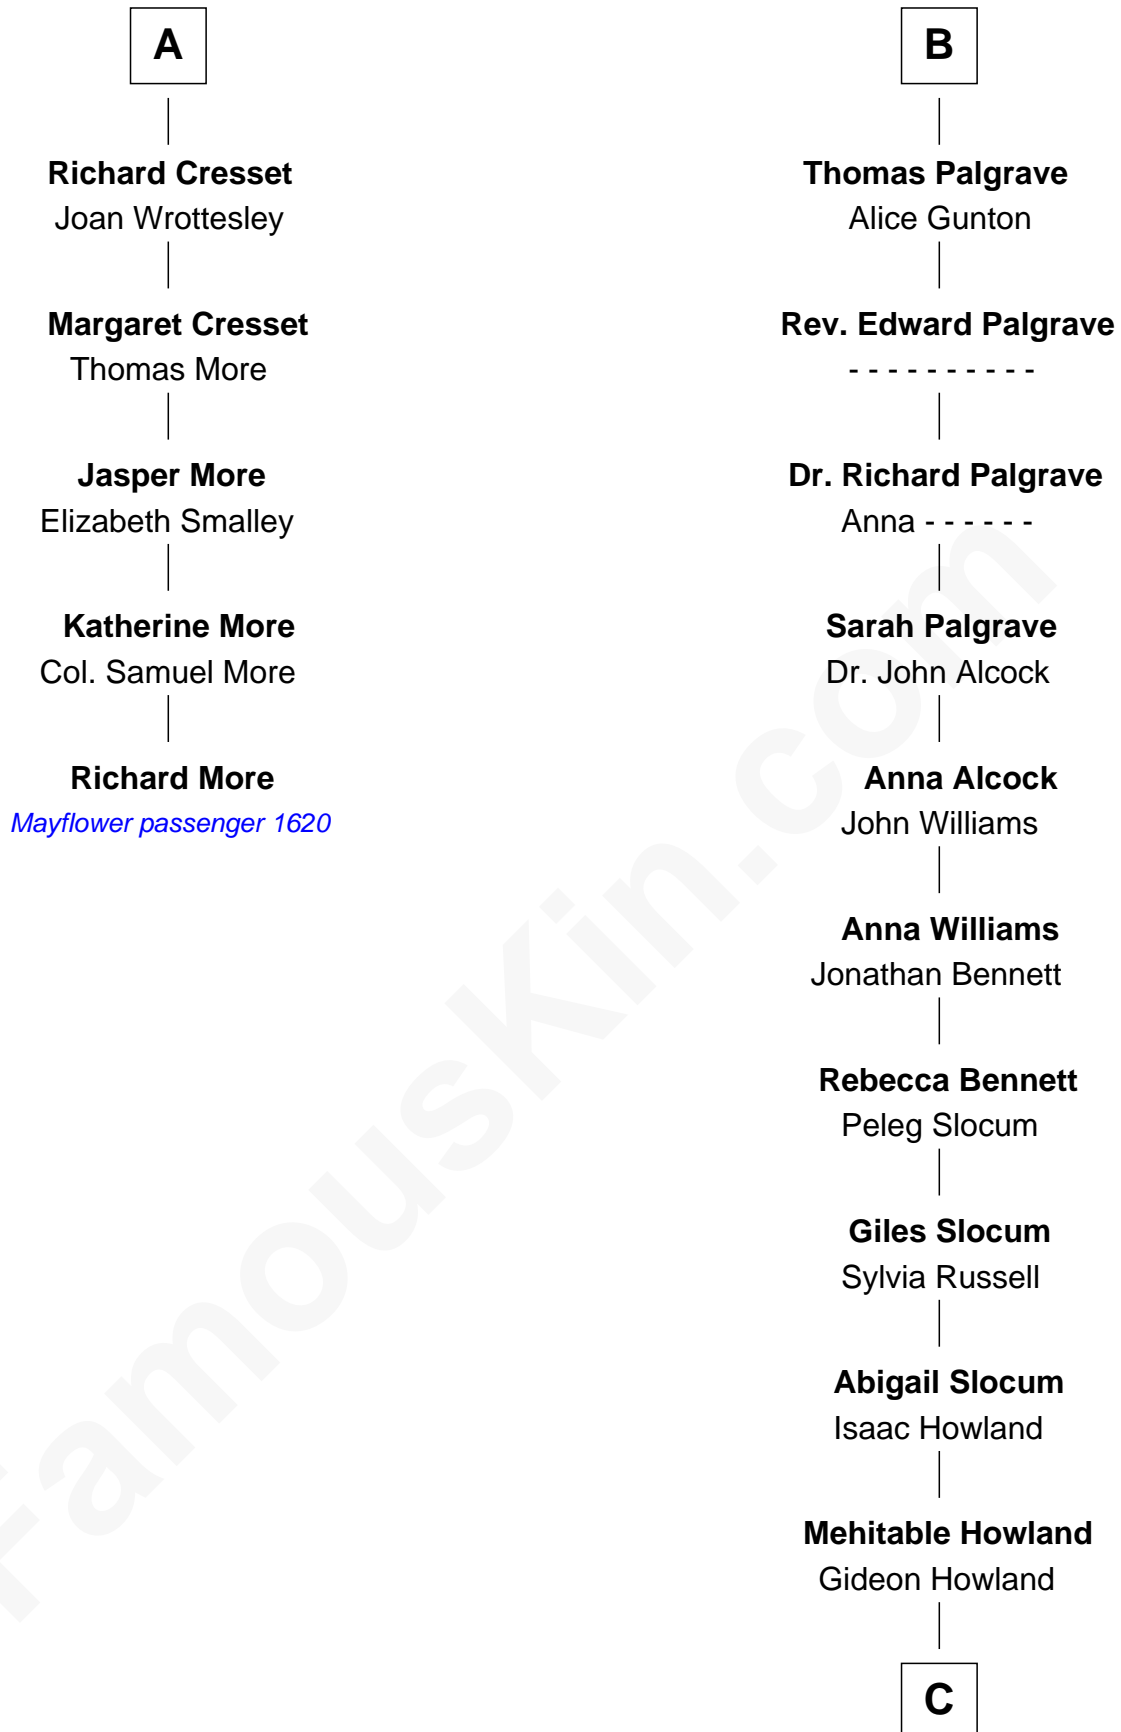 A
Richard Cresset
Joan Wrottesley
Margaret Cresset
Thomas More
Jasper More
Elizabeth Smalley
Katherine More
Col. Samuel More
Richard More
Mayflower passenger 1620
B
Thomas Palgrave
Alice Gunton
Rev. Edward Palgrave
- - - - - - - - - -
Dr. Richard Palgrave
Anna - - - - - -
Sarah Palgrave
Dr. John Alcock
Anna Alcock
John Williams
Anna Williams
Jonathan Bennett
Rebecca Bennett
Peleg Slocum
Giles Slocum
Sylvia Russell
Abigail Slocum
Isaac Howland
Mehitable Howland
Gideon Howland
C
FamousKin.com